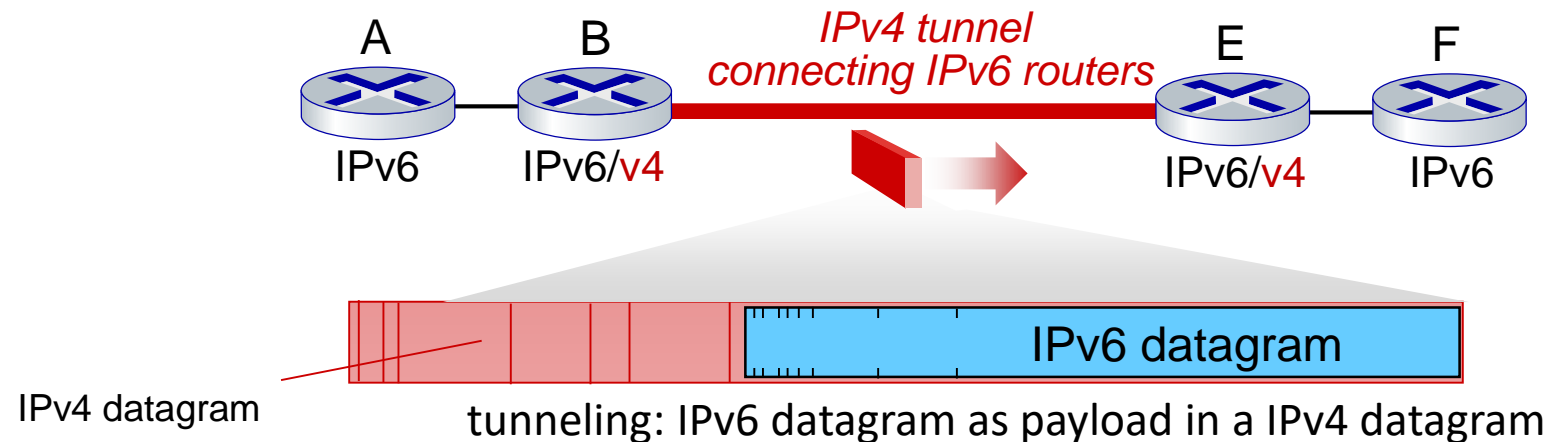 A
B
IPv4 tunnel
connecting IPv6 routers
E
F
IPv6
IPv6/v4
IPv6/v4
IPv6
IPv6 datagram
IPv4 datagram
tunneling: IPv6 datagram as payload in a IPv4 datagram